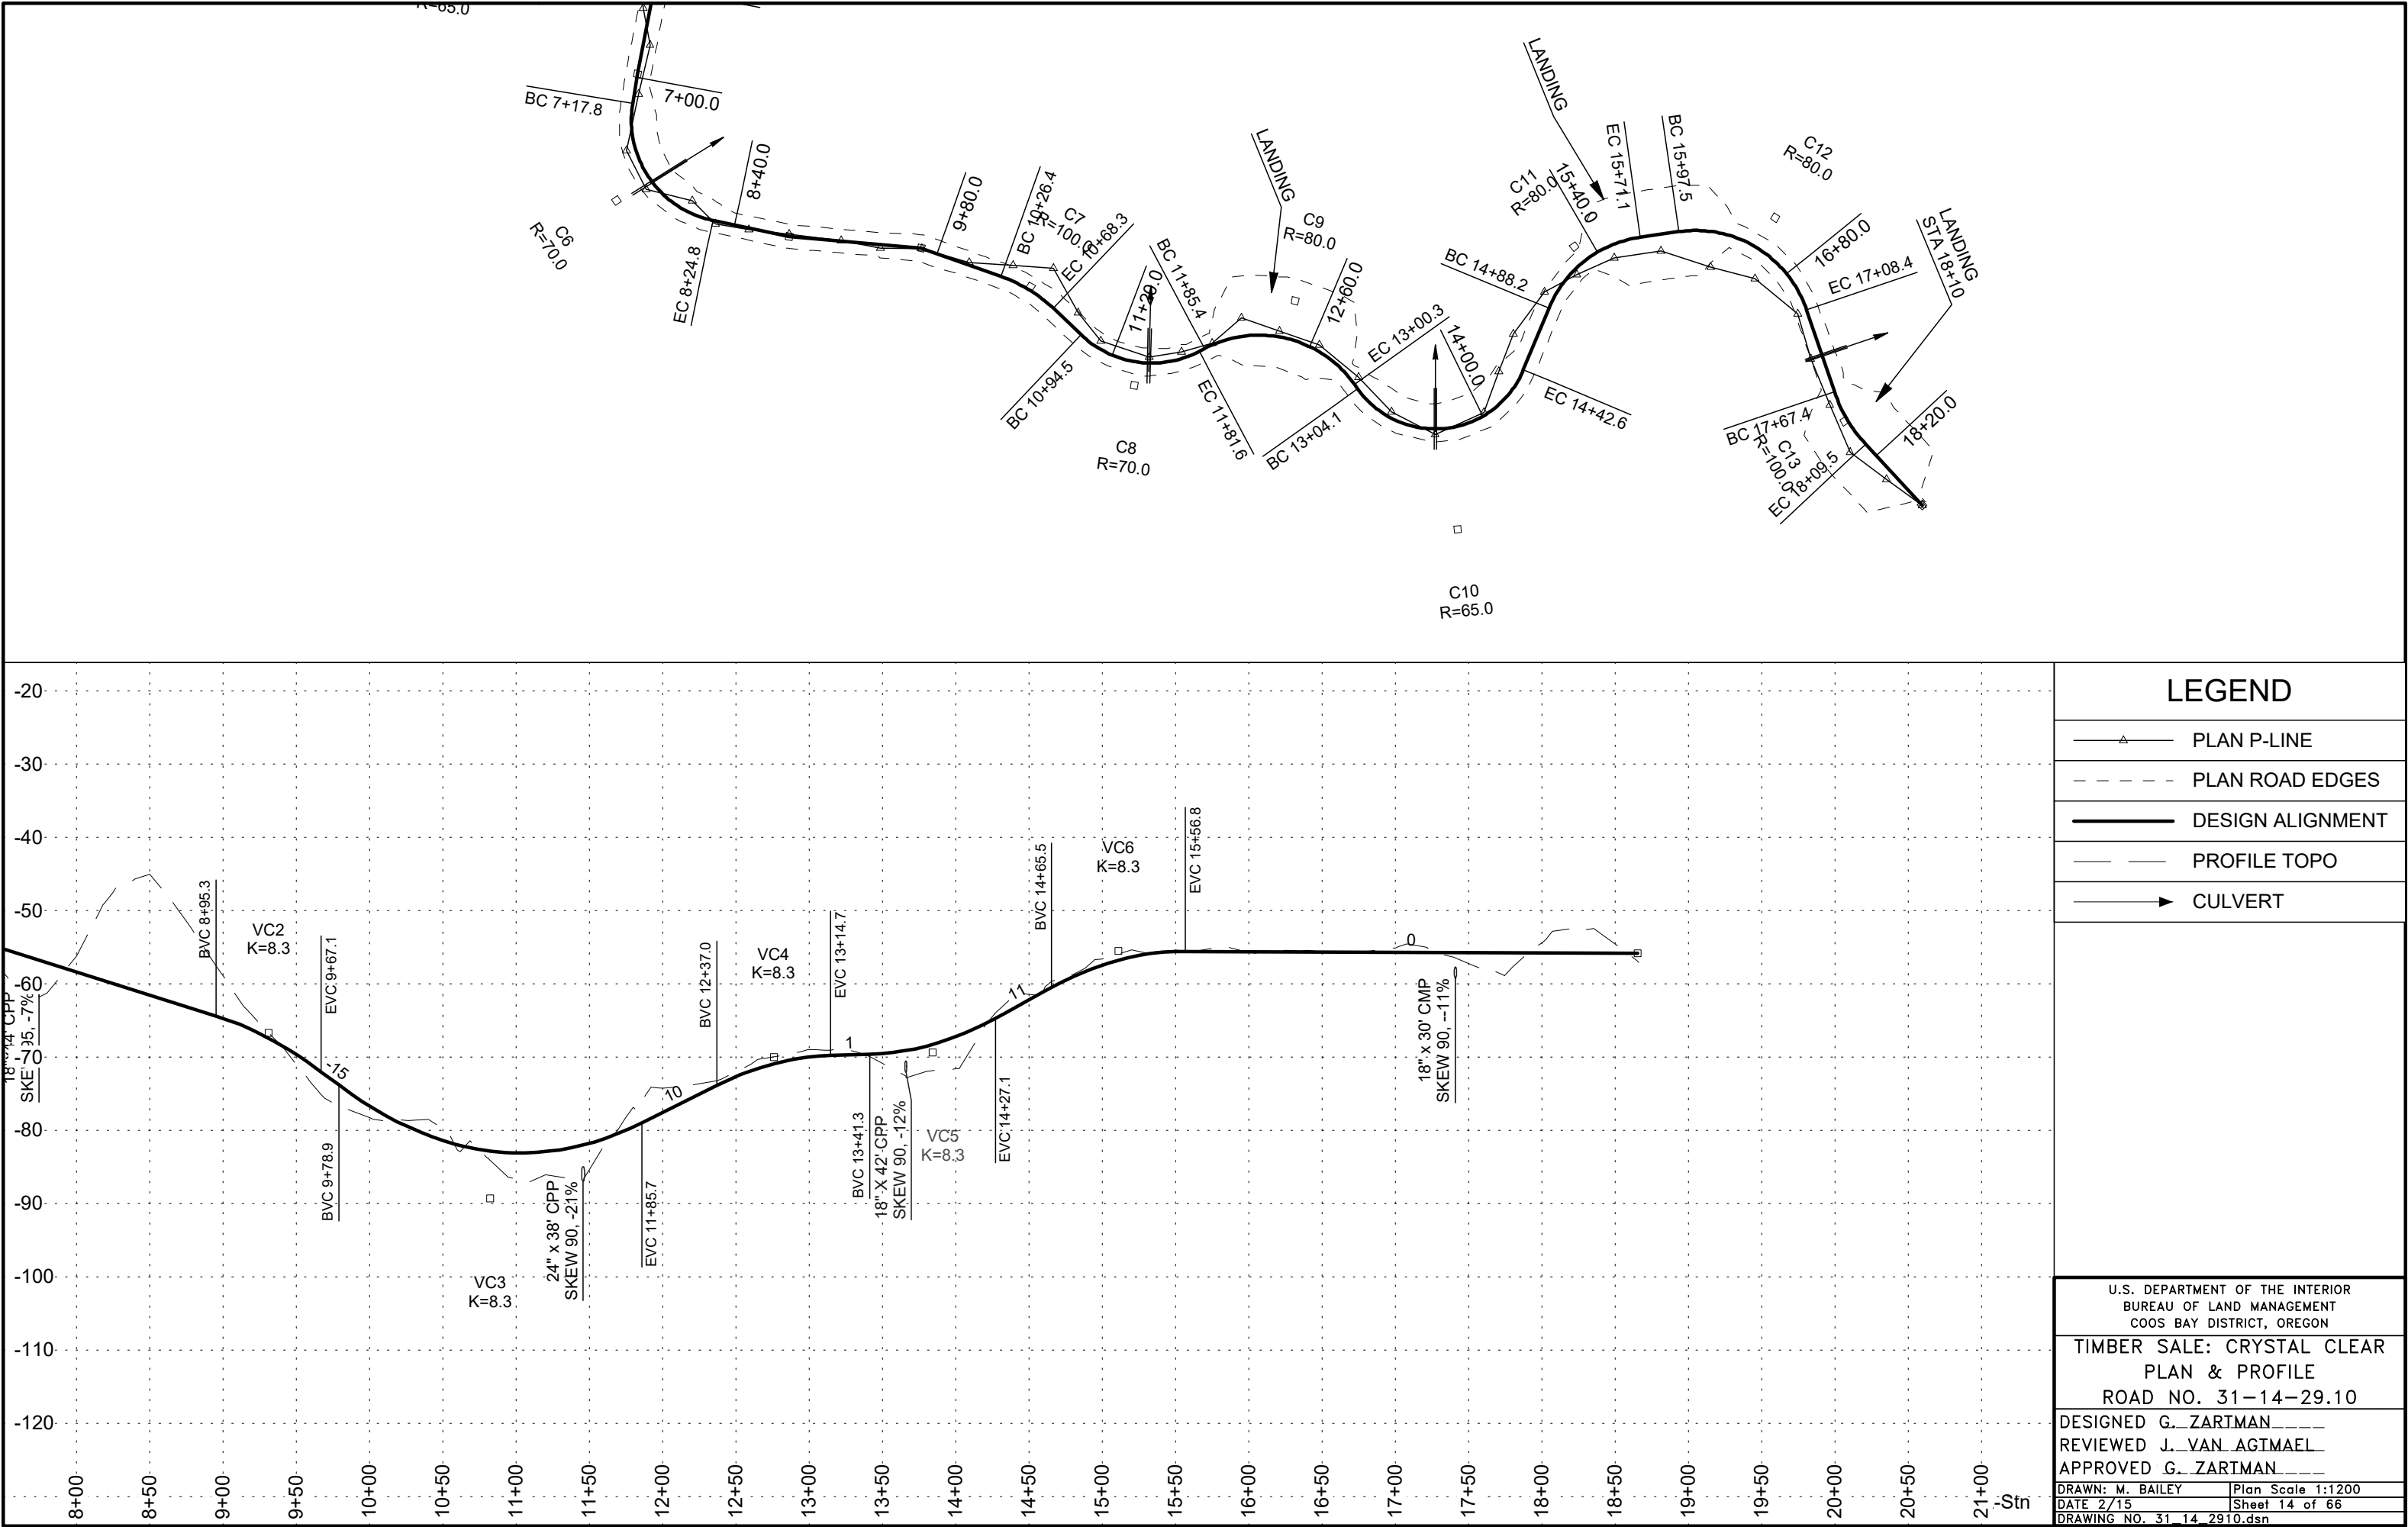 R=65.0
BC 7+17.8
7+00.0
C6
R=70.0
8+40.0
EC 8+24.8
9+80.0
BC 10+26.4
C7
R=100.0
EC 10+68.3
BC 10+94.5
11+20.0
BC 11+85.4
EC 11+81.6
C8
R=70.0
LANDING
C9
R=80.0
12+60.0
EC 13+00.3
BC 13+04.1
14+00.0
C10
R=65.0
EC 14+42.6
BC 14+88.2
LANDING
C11
R=80.0
15+40.0
EC 15+71.1
BC 15+97.5
C12
R=80.0
16+80.0
EC 17+08.4
LANDING
STA 18+10
BC 17+67.4
C13
R=100.0
EC 18+09.5
18+20.0
-20
-30
-40
-50
-60
-70
-80
-90
-100
-110
-120
BVC 8+95.3
VC2
K=8.3
EVC 9+67.1
-15
BVC 9+78.9
VC3
K=8.3
24" x 38' CPP
SKEW 90, -21%
EVC 11+85.7
10
BVC 12+37.0
VC4
K=8.3
EVC 13+14.7
1
BVC 13+41.3
18" X 42' CPP
SKEW 90, -12%
VC5
K=8.3
EVC 14+27.1
11
BVC 14+65.5
VC6
K=8.3
EVC 15+56.8
0
18" x 30' CMP
SKEW 90, --11%
8+00
8+50
9+00
9+50
10+00
10+50
11+00
11+50
12+00
12+50
13+00
13+50
14+00
14+50
15+00
15+50
16+00
16+50
17+00
17+50
18+00
18+50
19+00
19+50
20+00
20+50
21+00
-Stn
LEGEND
PLAN P-LINE
PLAN ROAD EDGES
DESIGN ALIGNMENT
PROFILE TOPO
CULVERT
U.S. DEPARTMENT OF THE INTERIOR
BUREAU OF LAND MANAGEMENT
COOS BAY DISTRICT, OREGON
TIMBER SALE: CRYSTAL CLEAR
PLAN & PROFILE
ROAD NO. 31-14-29.10
DESIGNED G. ZARTMAN
REVIEWED J. VAN AGTMAEL
APPROVED G. ZARTMAN
DRAWN: M. BAILEY
Plan Scale 1:1200
DATE 2/15
Sheet 14 of 66
DRAWING NO. 31_14_2910.dsn